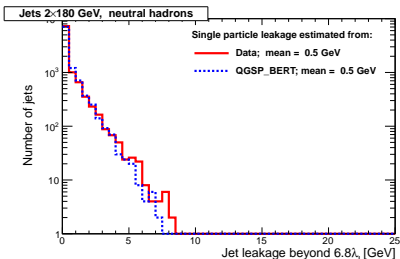 Jets 2×180 GeV, neutral hadrons
Single particle leakage estimated from:
Data; mean = 0.5 GeV
QGSP_BERT; mean = 0.5 GeV
Number of jets
10³
10²
10
1
0 5 10 15 20 25
Jet leakage beyond 6.8λ, [GeV]